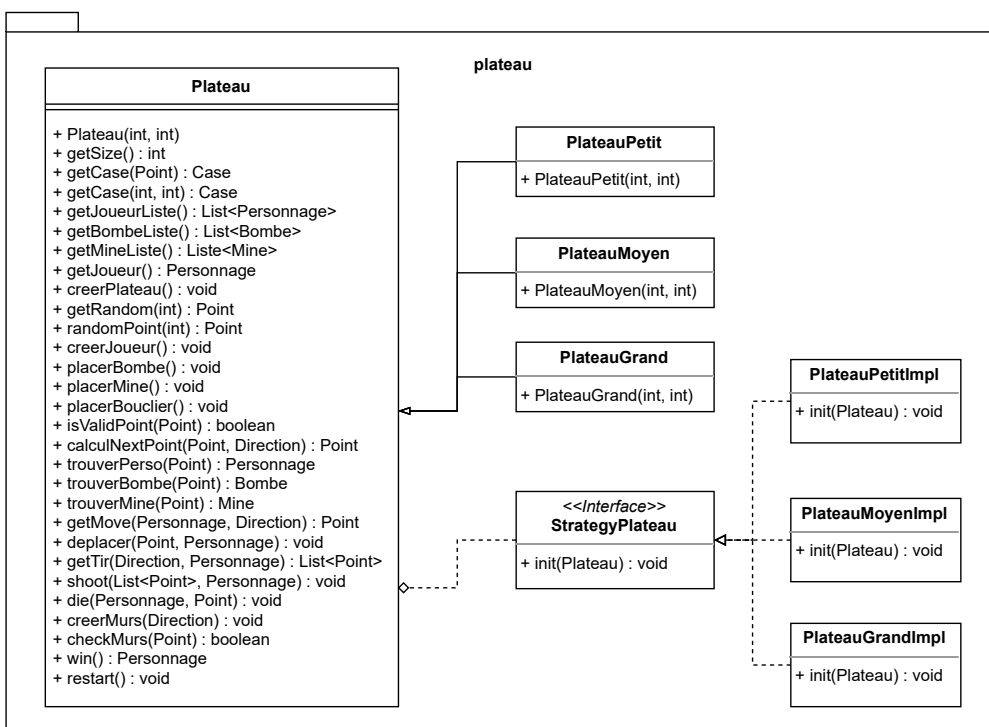 plateau
Plateau
+ Plateau(int, int)
+ getSize() : int
+ getCase(Point) : Case
+ getCase(int, int) : Case
+ getJoueurListe() : List<Personnage>
+ getBombeListe() : List<Bombe>
+ getMineListe() : Liste<Mine>
+ getJoueur() : Personnage
+ creerPlateau() : void
+ getRandom(int) : Point
+ randomPoint(int) : Point
+ creerJoueur() : void
+ placerBombe() : void
+ placerMine() : void
+ placerBouclier() : void
+ isValidPoint(Point) : boolean
+ calculNextPoint(Point, Direction) : Point
+ trouverPerso(Point) : Personnage
+ trouverBombe(Point) : Bombe
+ trouverMine(Point) : Mine
+ getMove(Personnage, Direction) : Point
+ deplacer(Point, Personnage) : void
+ getTir(Direction, Personnage) : List<Point>
+ shoot(List<Point>, Personnage) : void
+ die(Personnage, Point) : void
+ creerMurs(Direction) : void
+ checkMurs(Point) : boolean
+ win() : Personnage
+ restart() : void
PlateauPetit
+ PlateauPetit(int, int)
PlateauMoyen
+ PlateauMoyen(int, int)
PlateauGrand
+ PlateauGrand(int, int)
<<Interface>>
StrategyPlateau
+ init(Plateau) : void
PlateauPetitImpl
+ init(Plateau) : void
PlateauMoyenImpl
+ init(Plateau) : void
PlateauGrandImpl
+ init(Plateau) : void